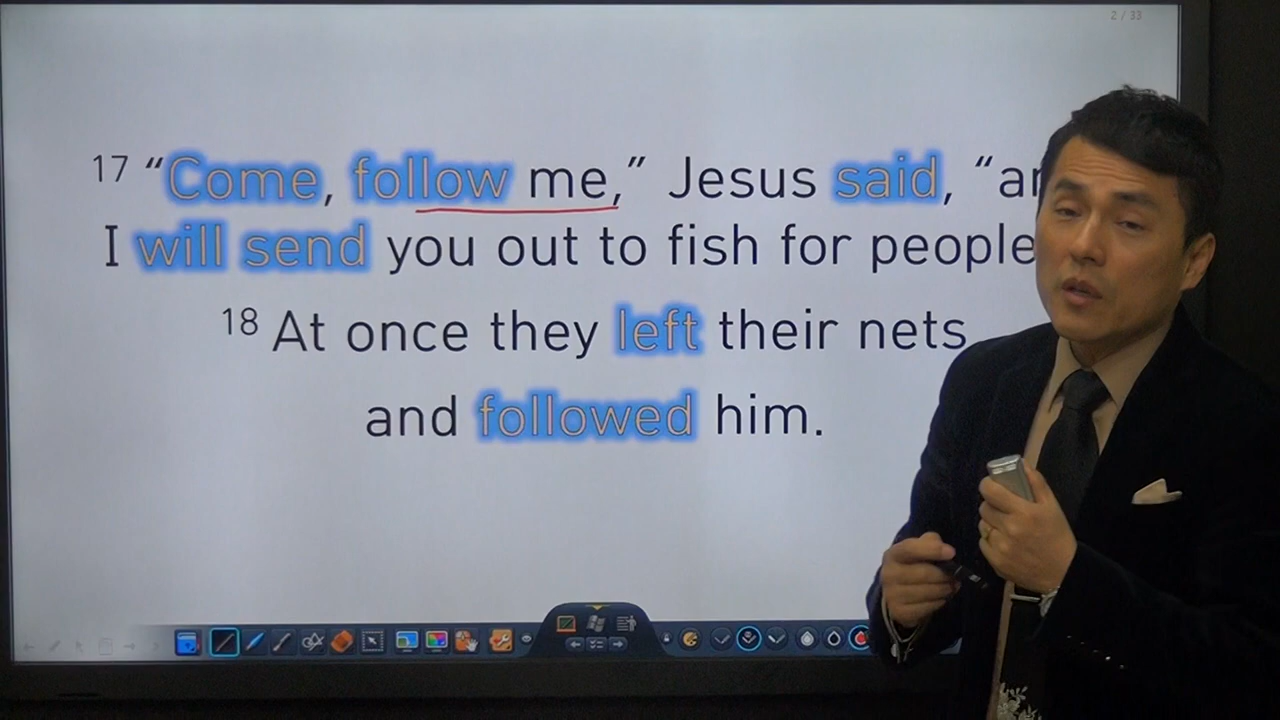 2 / 33
17 “Come, follow me,” Jesus said, “an
I will send you out to fish for people
18 At once they left their nets
and followed him.